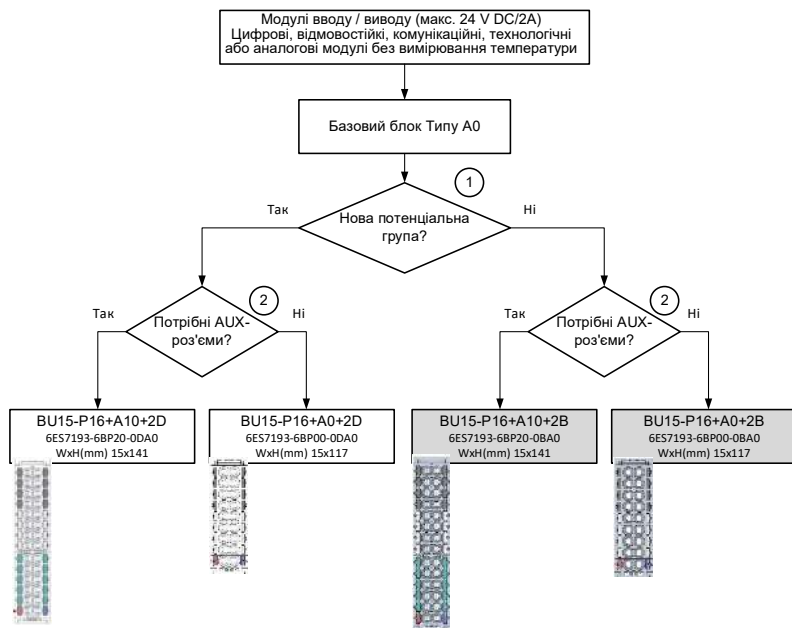 Модулі вводу / виводу (макс. 24 V DC/2A)
Цифрові, відмовостійкі, комунікаційні, технологічні
або аналогові модулі без вимірювання температури
Базовий блок Типу А0
1
Так
Нова потенціальна
група?
Ні
2
Так
Потрібні AUX-
роз'єми?
Ні
2
Так
Потрібні AUX-
роз'єми?
Ні
BU15-P16+A10+2D
6ES7193-6BP20-0DA0
WxH(mm) 15x141
BU15-P16+A0+2D
6ES7193-6BP00-0DA0
WxH(mm) 15x117
BU15-P16+A10+2B
6ES7193-6BP20-0BA0
WxH(mm) 15x141
BU15-P16+A0+2B
6ES7193-6BP00-0BA0
WxH(mm) 15x117